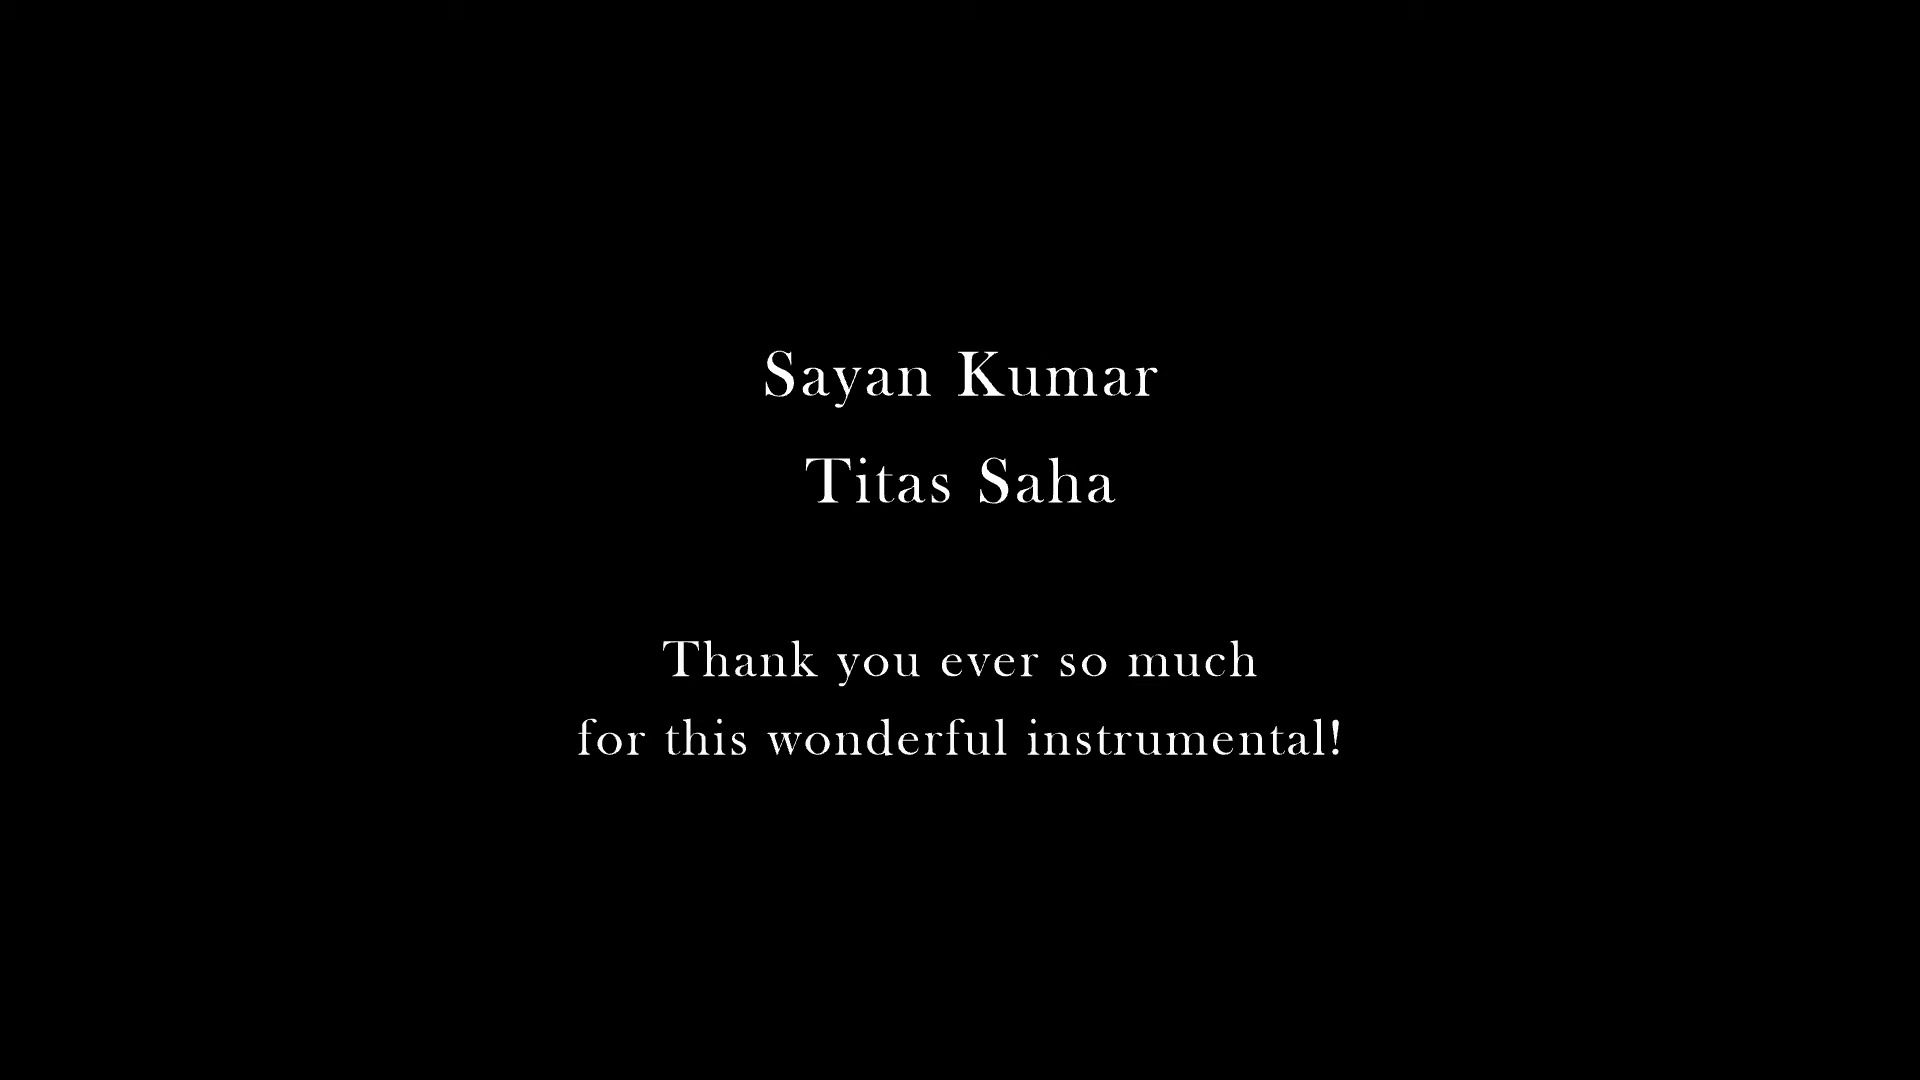 Sayan Kumar
Titas Saha
Thank you ever so much
for this wonderful instrumental!